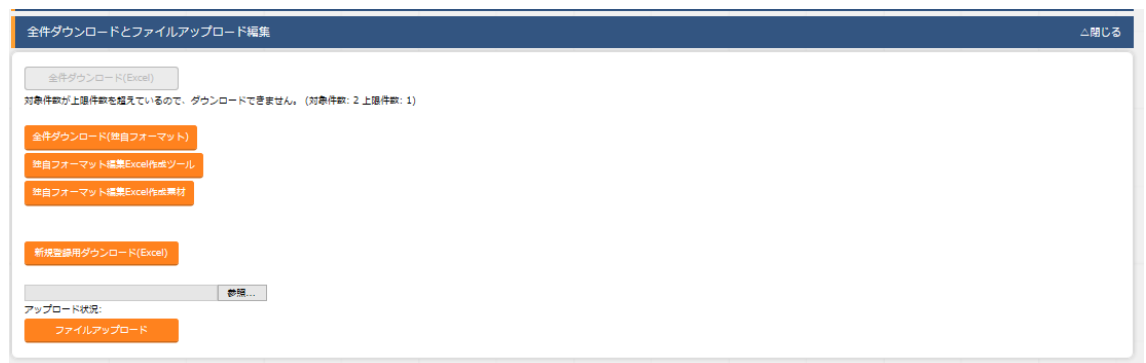 全件ダウンロードとファイルアップロード編集
△閉じる
全件ダウンロード(Excel)
対象件数が上限件数を超えているので、ダウンロードできません。 (対象件数: 2 上限件数: 1)
全件ダウンロード(独自フォーマット)
独自フォーマット編集Excel作成ツール
独自フォーマット編集Excel作成素材
新規登録用ダウンロード(Excel)
参照...
アップロード状況:
ファイルアップロード